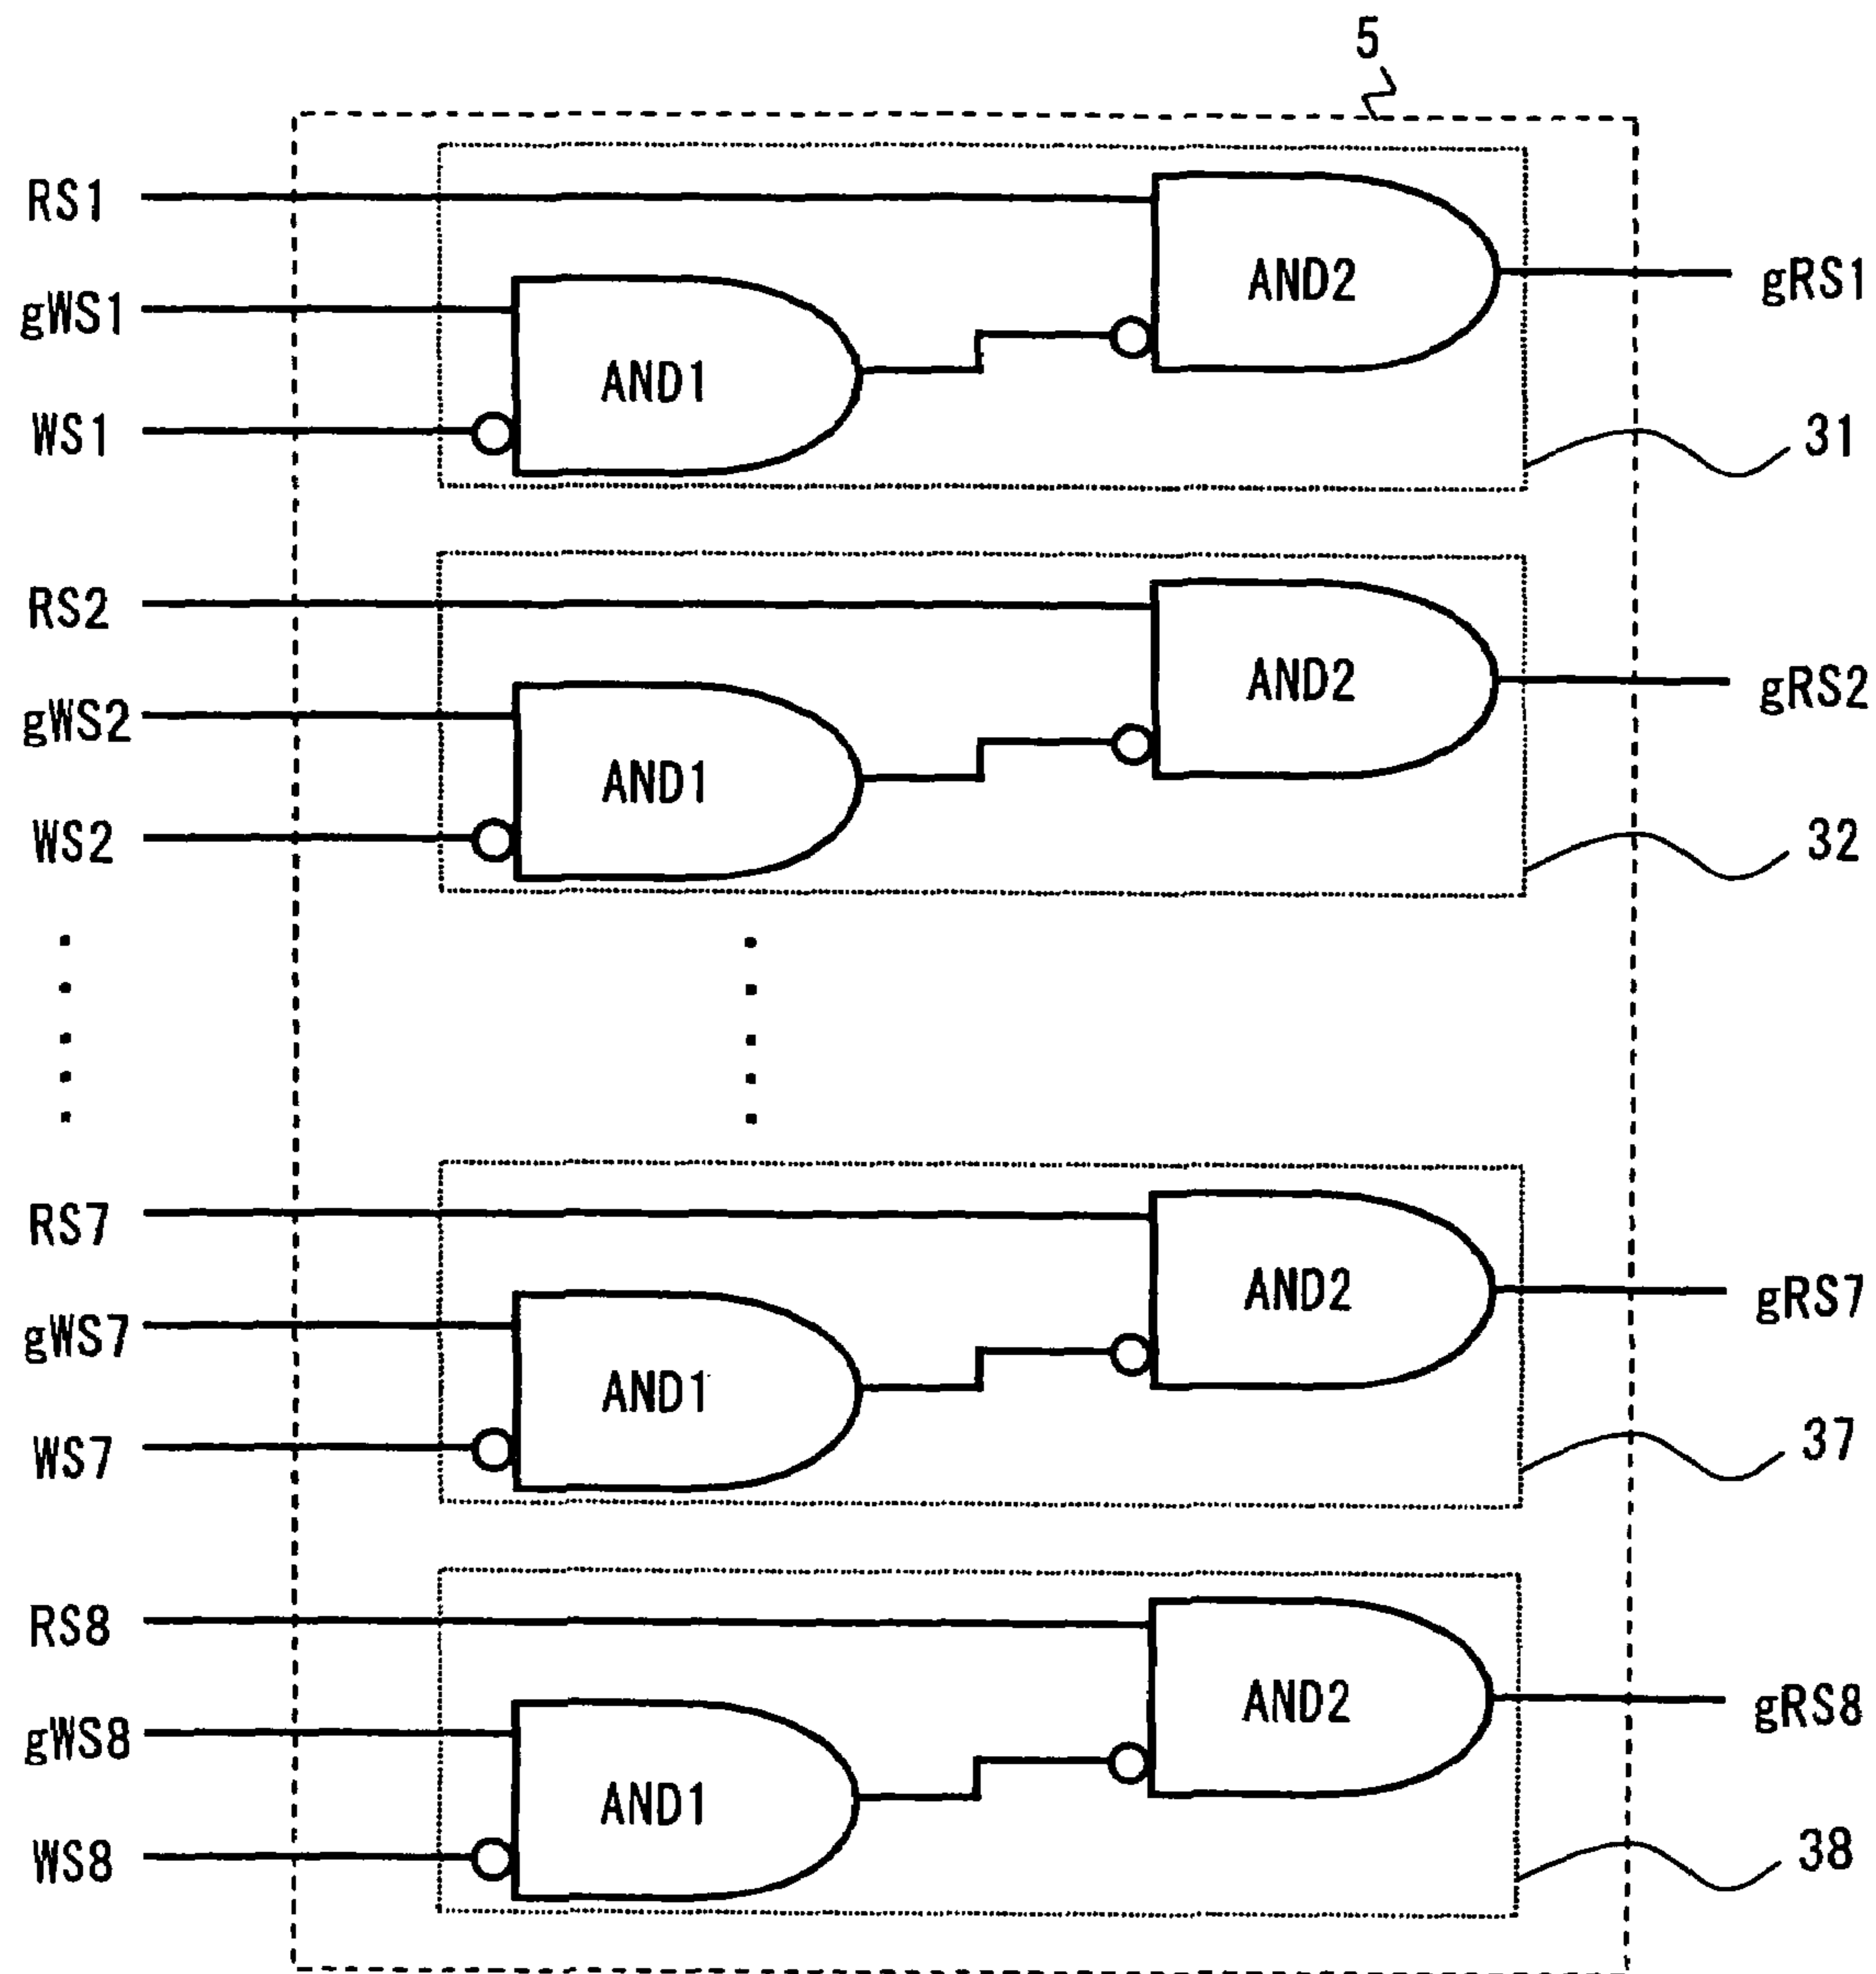 5
RS1
AND2
gRS1
gWS1
AND1
WS1
31
RS2
AND2
gRS2
gWS2
AND1
WS2
32
RS7
AND2
gRS7
gWS7
AND1
WS7
37
RS8
AND2
gRS8
gWS8
AND1
WS8
38